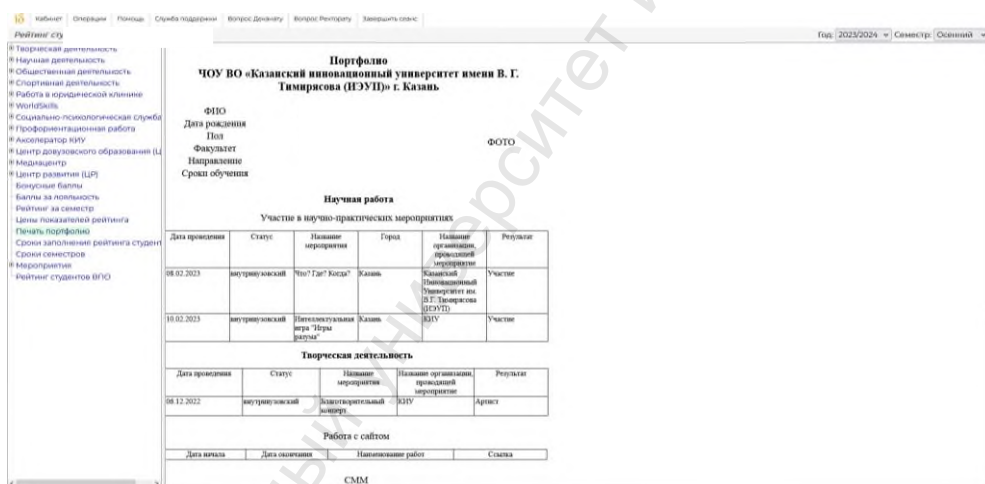 Кабинет Операции Помощь Служба поддержки Вопрос Деканату Вопрос Ректорату Завершить сеанс
Рейтинг сту
Год: 2023/2024 Семестр: Осенний
Творческая деятельность
Научная деятельность
Общественная деятельность
Спортивная деятельность
Работа в юридической клинике
WorldSkills
Социально-психологическая служба
Профориентационная работа
Акселератор КИУ
Центр довузовского образования (Ц
Медиацентр
Центр развития (ЦР)
Бонусные баллы
Баллы за лояльность
Рейтинг за семестр
Цены показателей рейтинга
Печать портфолио
Сроки заполнения рейтинга студент
Сроки семестров
Мероприятие
Рейтинг студентов ВПО
Портфолио
ЧОУ ВО «Казанский инновационный университет имени В. Г.
Тимирясова (ИЭУП)» г. Казань
ФИО
Дата рождения
Пол
Факультет
Направление
Сроки обучения
ФОТО
Научная работа
Участие в научно-практических мероприятиях
Дата проведения Статус Название мероприятия Город Название организации, проводящей мероприятие Результат
08.02.2023 внутривузовский Что? Где? Когда? Казань Казанский Инновационный Университет им. В.Г. Тимирясова (ИЭУП) Участие
10.02.2023 внутривузовский Интеллектуальная игра "Игры разума" Казань КИУ Участие
Творческая деятельность
Дата проведения Статус Название мероприятия Название организации, проводящей мероприятие Результат
08.12.2022 внутривузовский Благотворительный концерт КИУ Артист
Работа с сайтом
Дата начала Дата окончания Наименование работ Ссылка
СММ
ный университет и